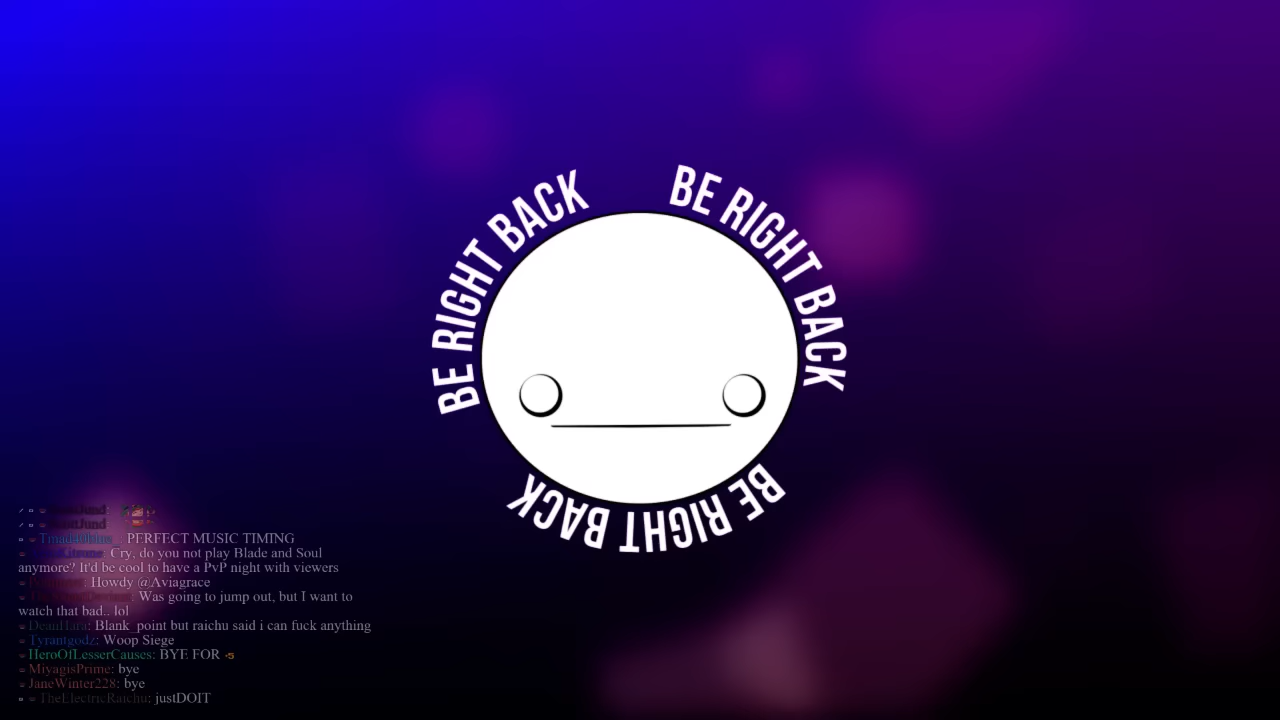 BE RIGHT BACK
BE RIGHT BACK
BE RIGHT BACK
PERFECT MUSIC TIMING
Cry, do you not play Blade and Soul
anymore? It'd be cool to have a PvP night with viewers
Howdy @Aviagrace
Was going to jump out, but I want to
watch that bad.. lol
DeanHara: Blank_point but raichu said i can fuck anything
Tyrantgodz: Woop Siege
HeroOfLesserCauses: BYE FOR
MiyagisPrime: bye
JaneWinter228: bye
TheElectricRaichu: justDOIT